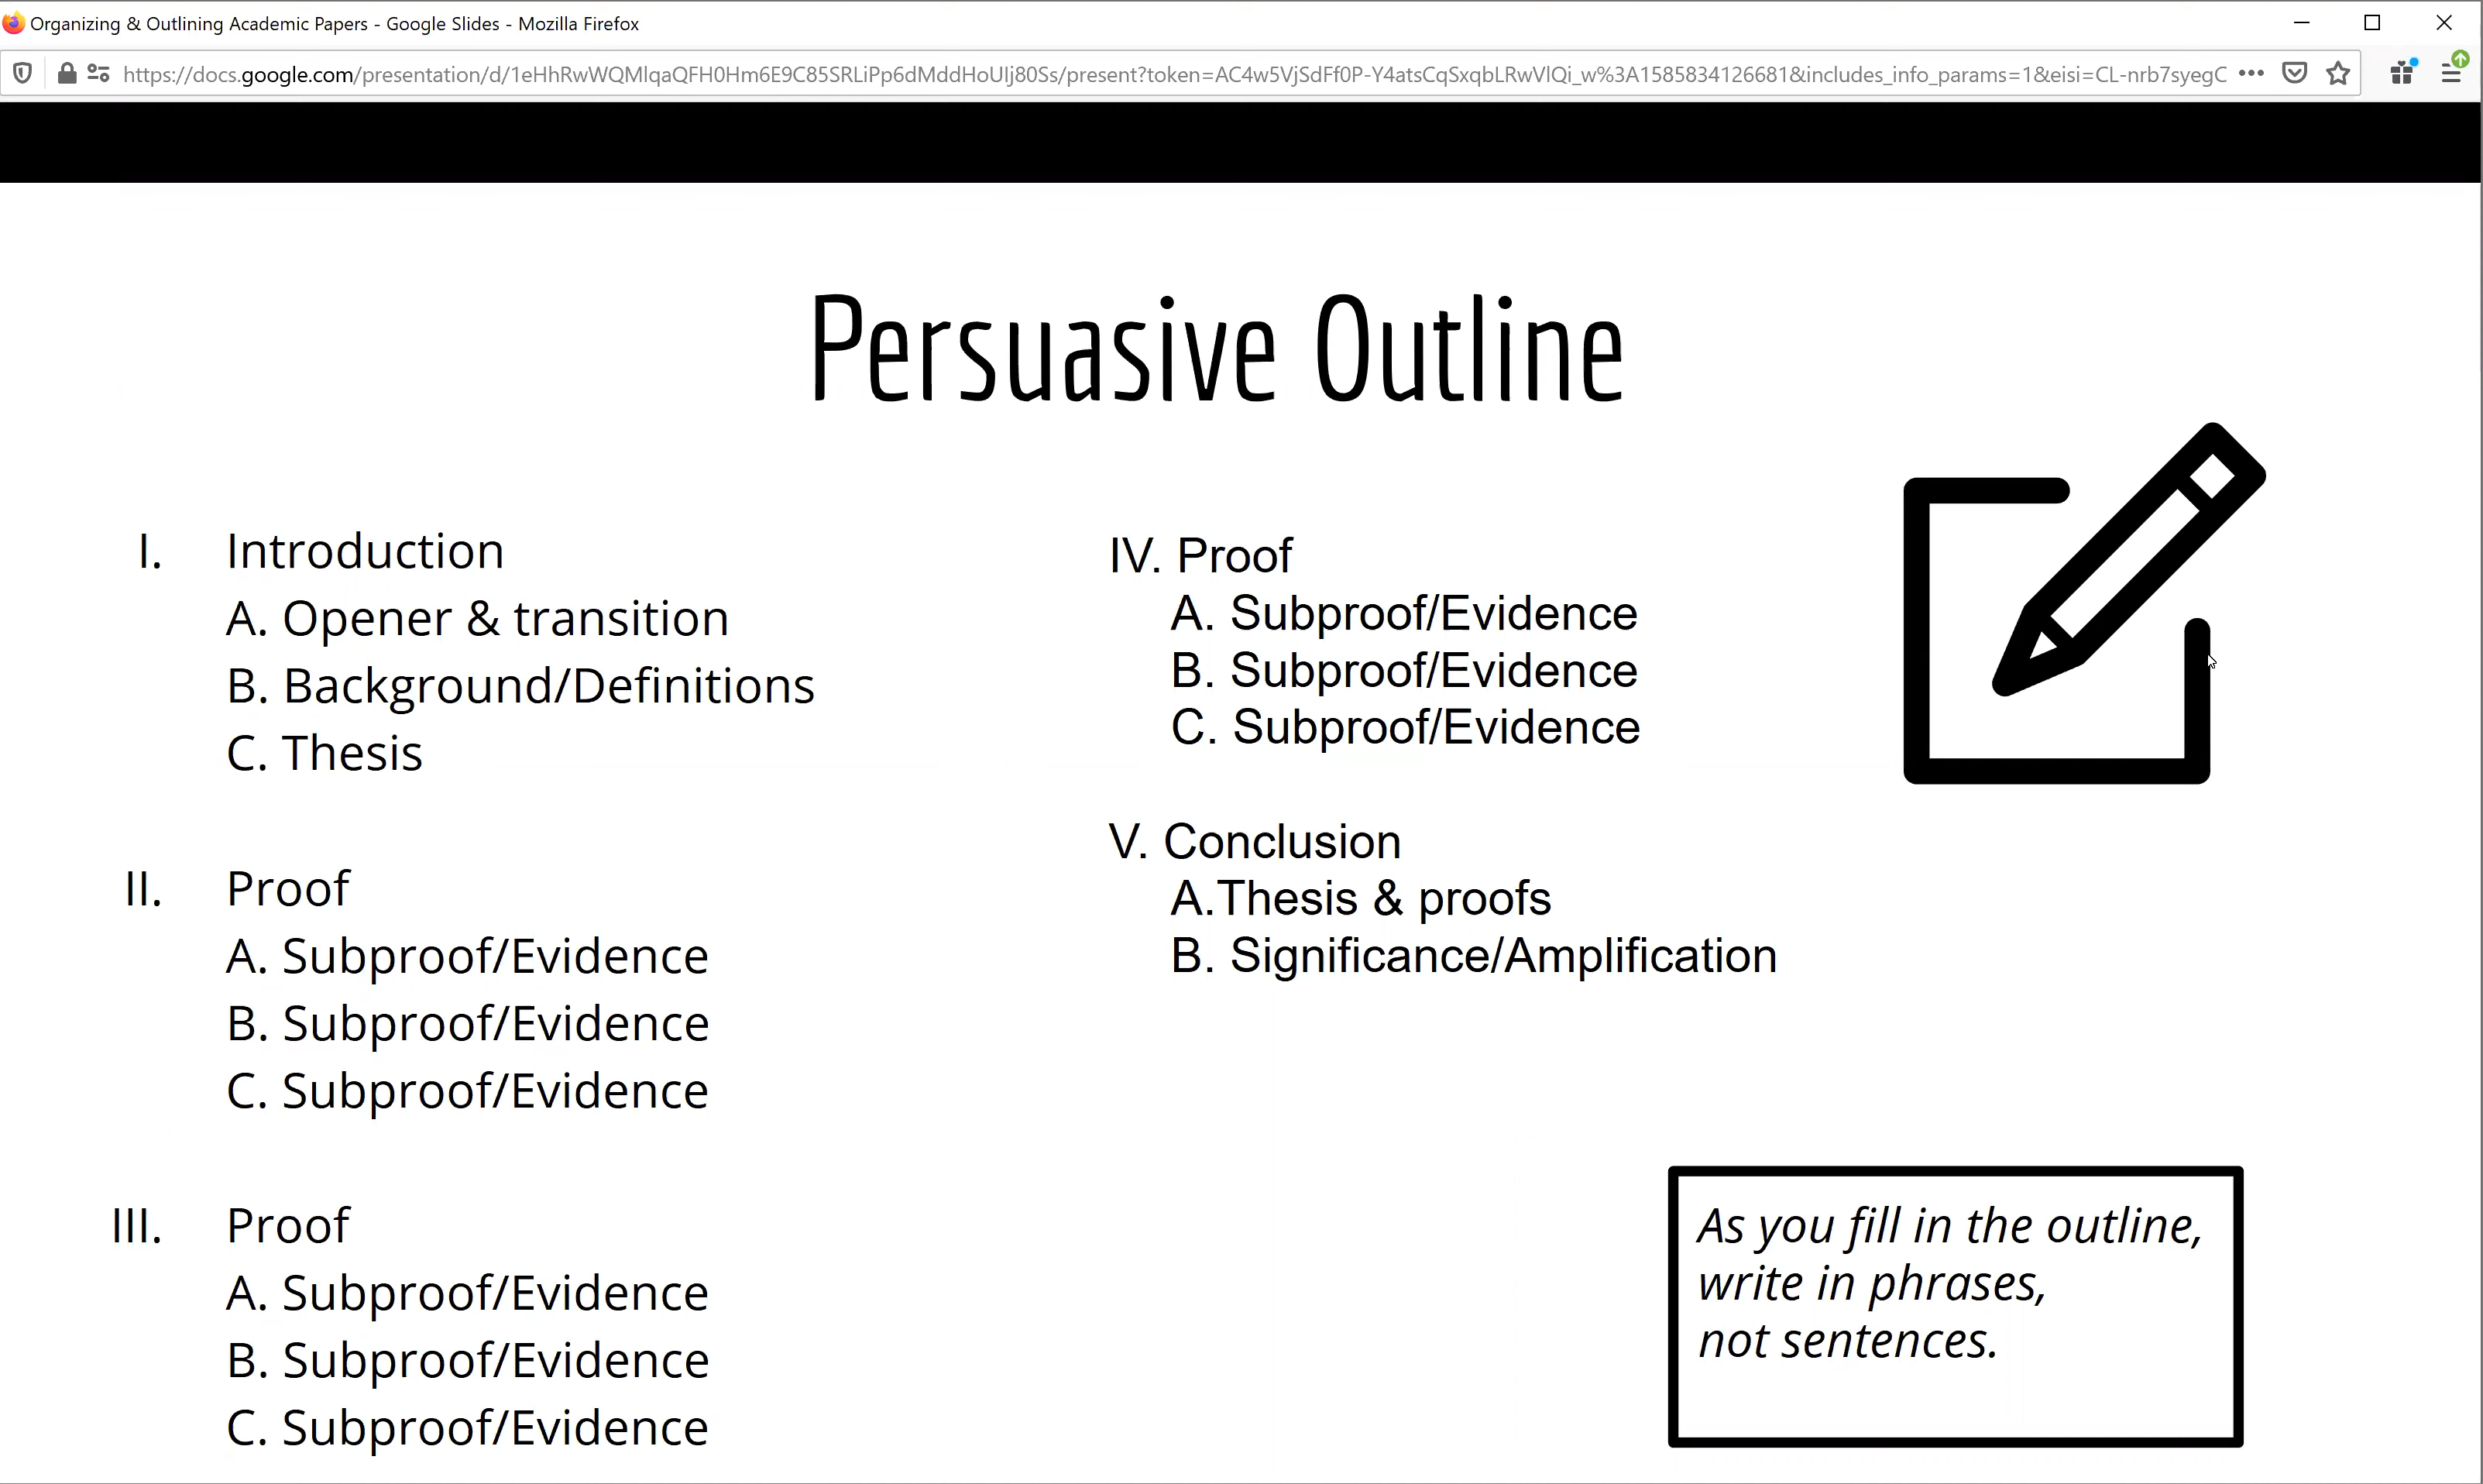 Organizing & Outlining Academic Papers - Google Slides - Mozilla Firefox
https://docs.google.com/presentation/d/1eHhRwWQMlqaQFH0Hm6E9C85SRLiPp6dMddHoUlj80Ss/present?token=AC4w5VjSdFf0P-Y4atsCqSxqbLRwVlQi_w%3A1585834126681&includes_info_params=1&eisi=CL-nrb7syegC
Persuasive Outline
I. Introduction
A. Opener & transition
B. Background/Definitions
C. Thesis
II. Proof
A. Subproof/Evidence
B. Subproof/Evidence
C. Subproof/Evidence
III. Proof
A. Subproof/Evidence
B. Subproof/Evidence
C. Subproof/Evidence
IV. Proof
A. Subproof/Evidence
B. Subproof/Evidence
C. Subproof/Evidence
V. Conclusion
A.Thesis & proofs
B. Significance/Amplification
As you fill in the outline,
write in phrases,
not sentences.